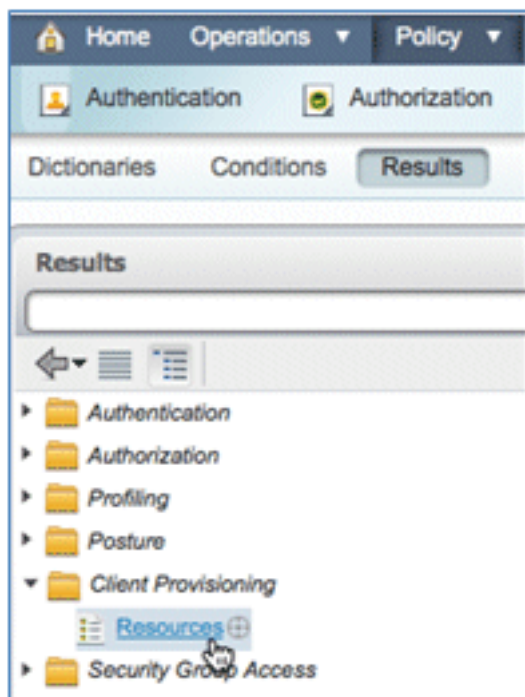 Home Operations Policy
Authentication Authorization
Dictionaries Conditions Results
Results
Authentication
Authorization
Profiling
Posture
Client Provisioning
Resources
Security Group Access